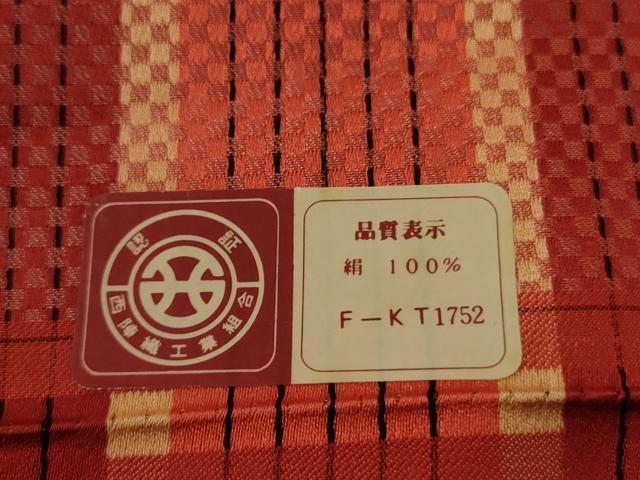 認証
西陣織工業組合
品質表示
絹 100%
F－KT1752